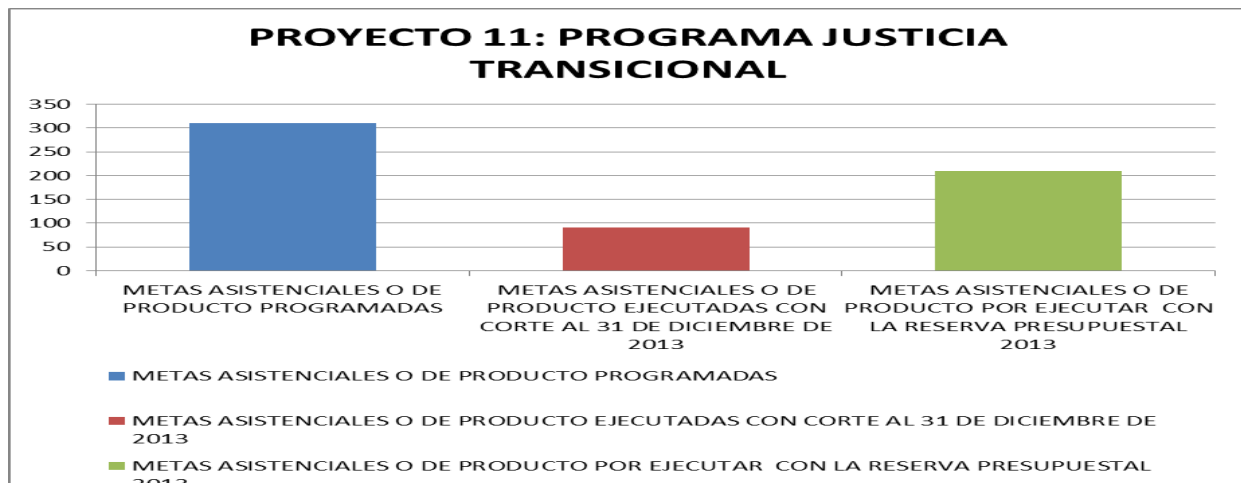 PROYECTO 11: PROGRAMA JUSTICIA
TRANSICIONAL
350
300
250
200
150
100
50
0
METAS ASISTENCIALES O DE
PRODUCTO PROGRAMADAS
METAS ASISTENCIALES O DE
PRODUCTO EJECUTADAS CON
CORTE AL 31 DE DICIEMBRE DE
2013
METAS ASISTENCIALES O DE
PRODUCTO POR EJECUTAR CON
LA RESERVA PRESUPUESTAL
2013
METAS ASISTENCIALES O DE PRODUCTO PROGRAMADAS
METAS ASISTENCIALES O DE PRODUCTO EJECUTADAS CON CORTE AL 31 DE DICIEMBRE DE
2013
METAS ASISTENCIALES O DE PRODUCTO POR EJECUTAR CON LA RESERVA PRESUPUESTAL
2013